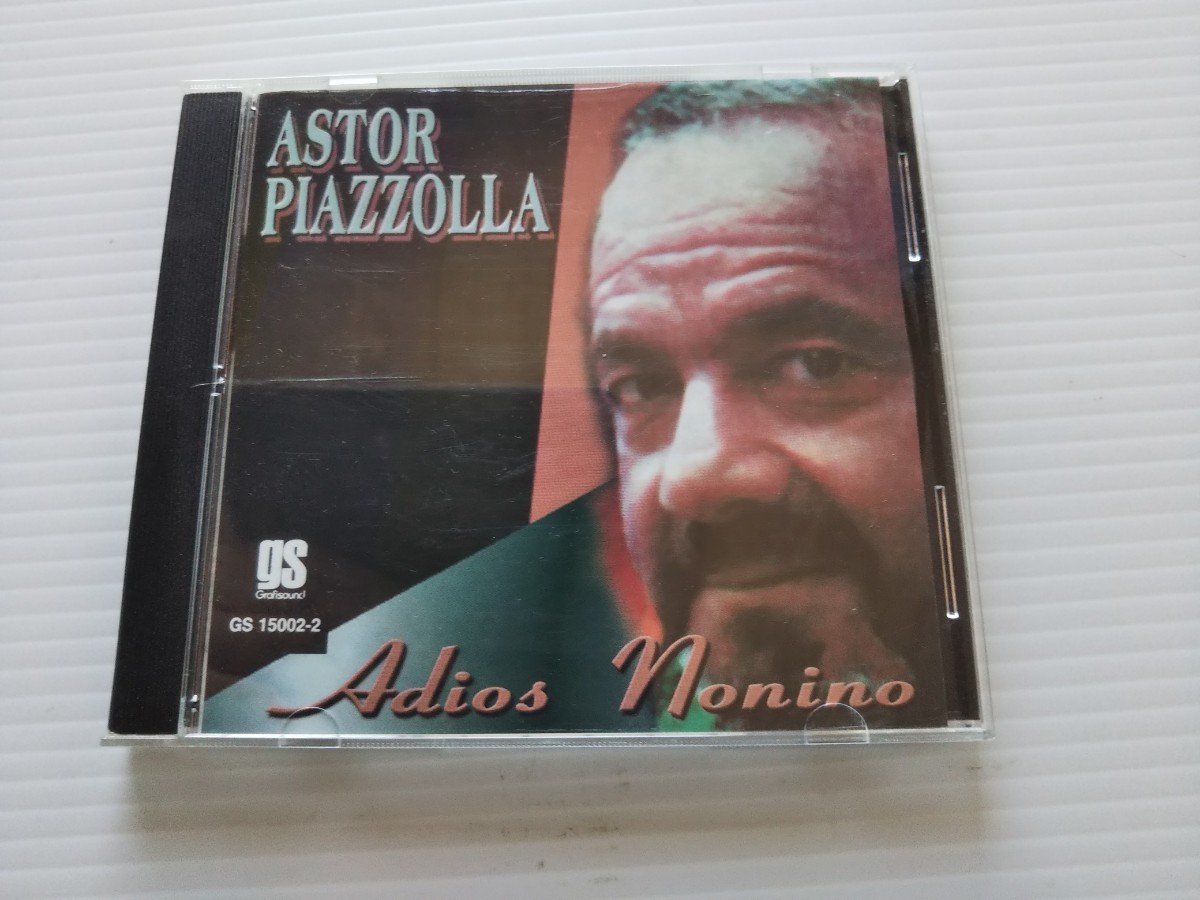 ASTOR
PIAZZOLLA
gs
Grafisound
GS 15002-2
Adios Nonino